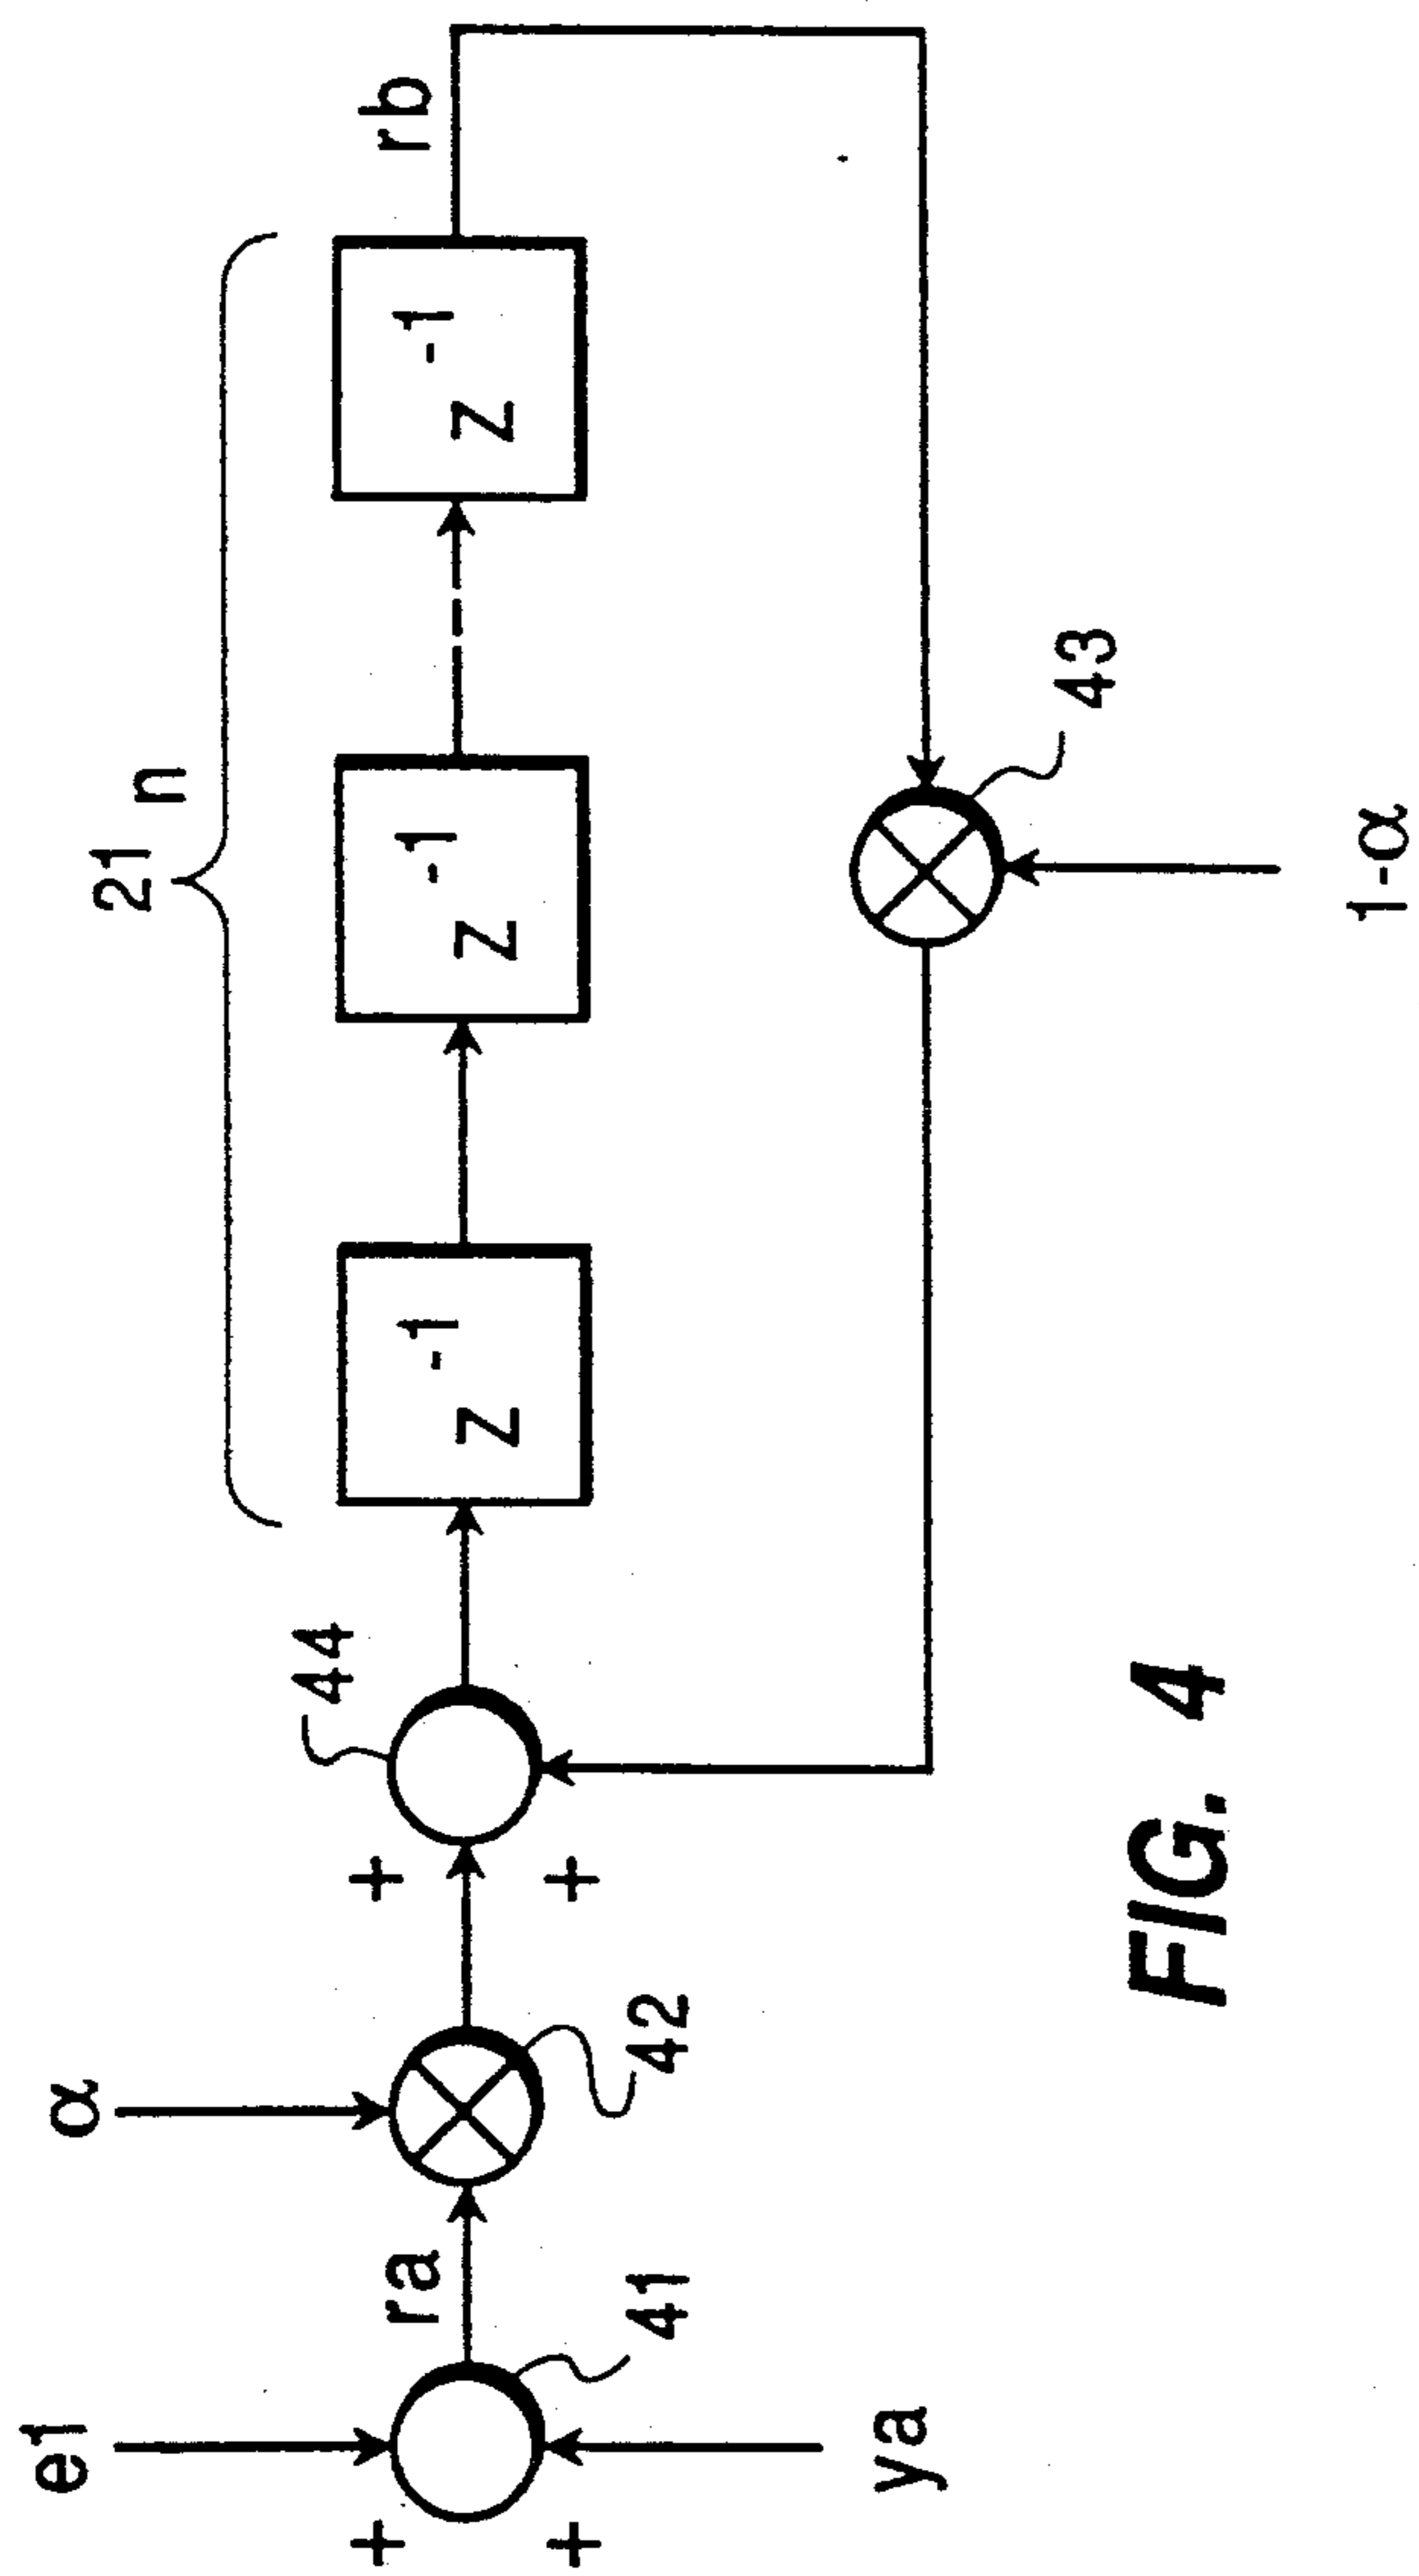 21 n
z-1
z-1
z-1
rb
44
+
+
α
42
e1
ra
41
+
+
ya
43
1-α
FIG. 4